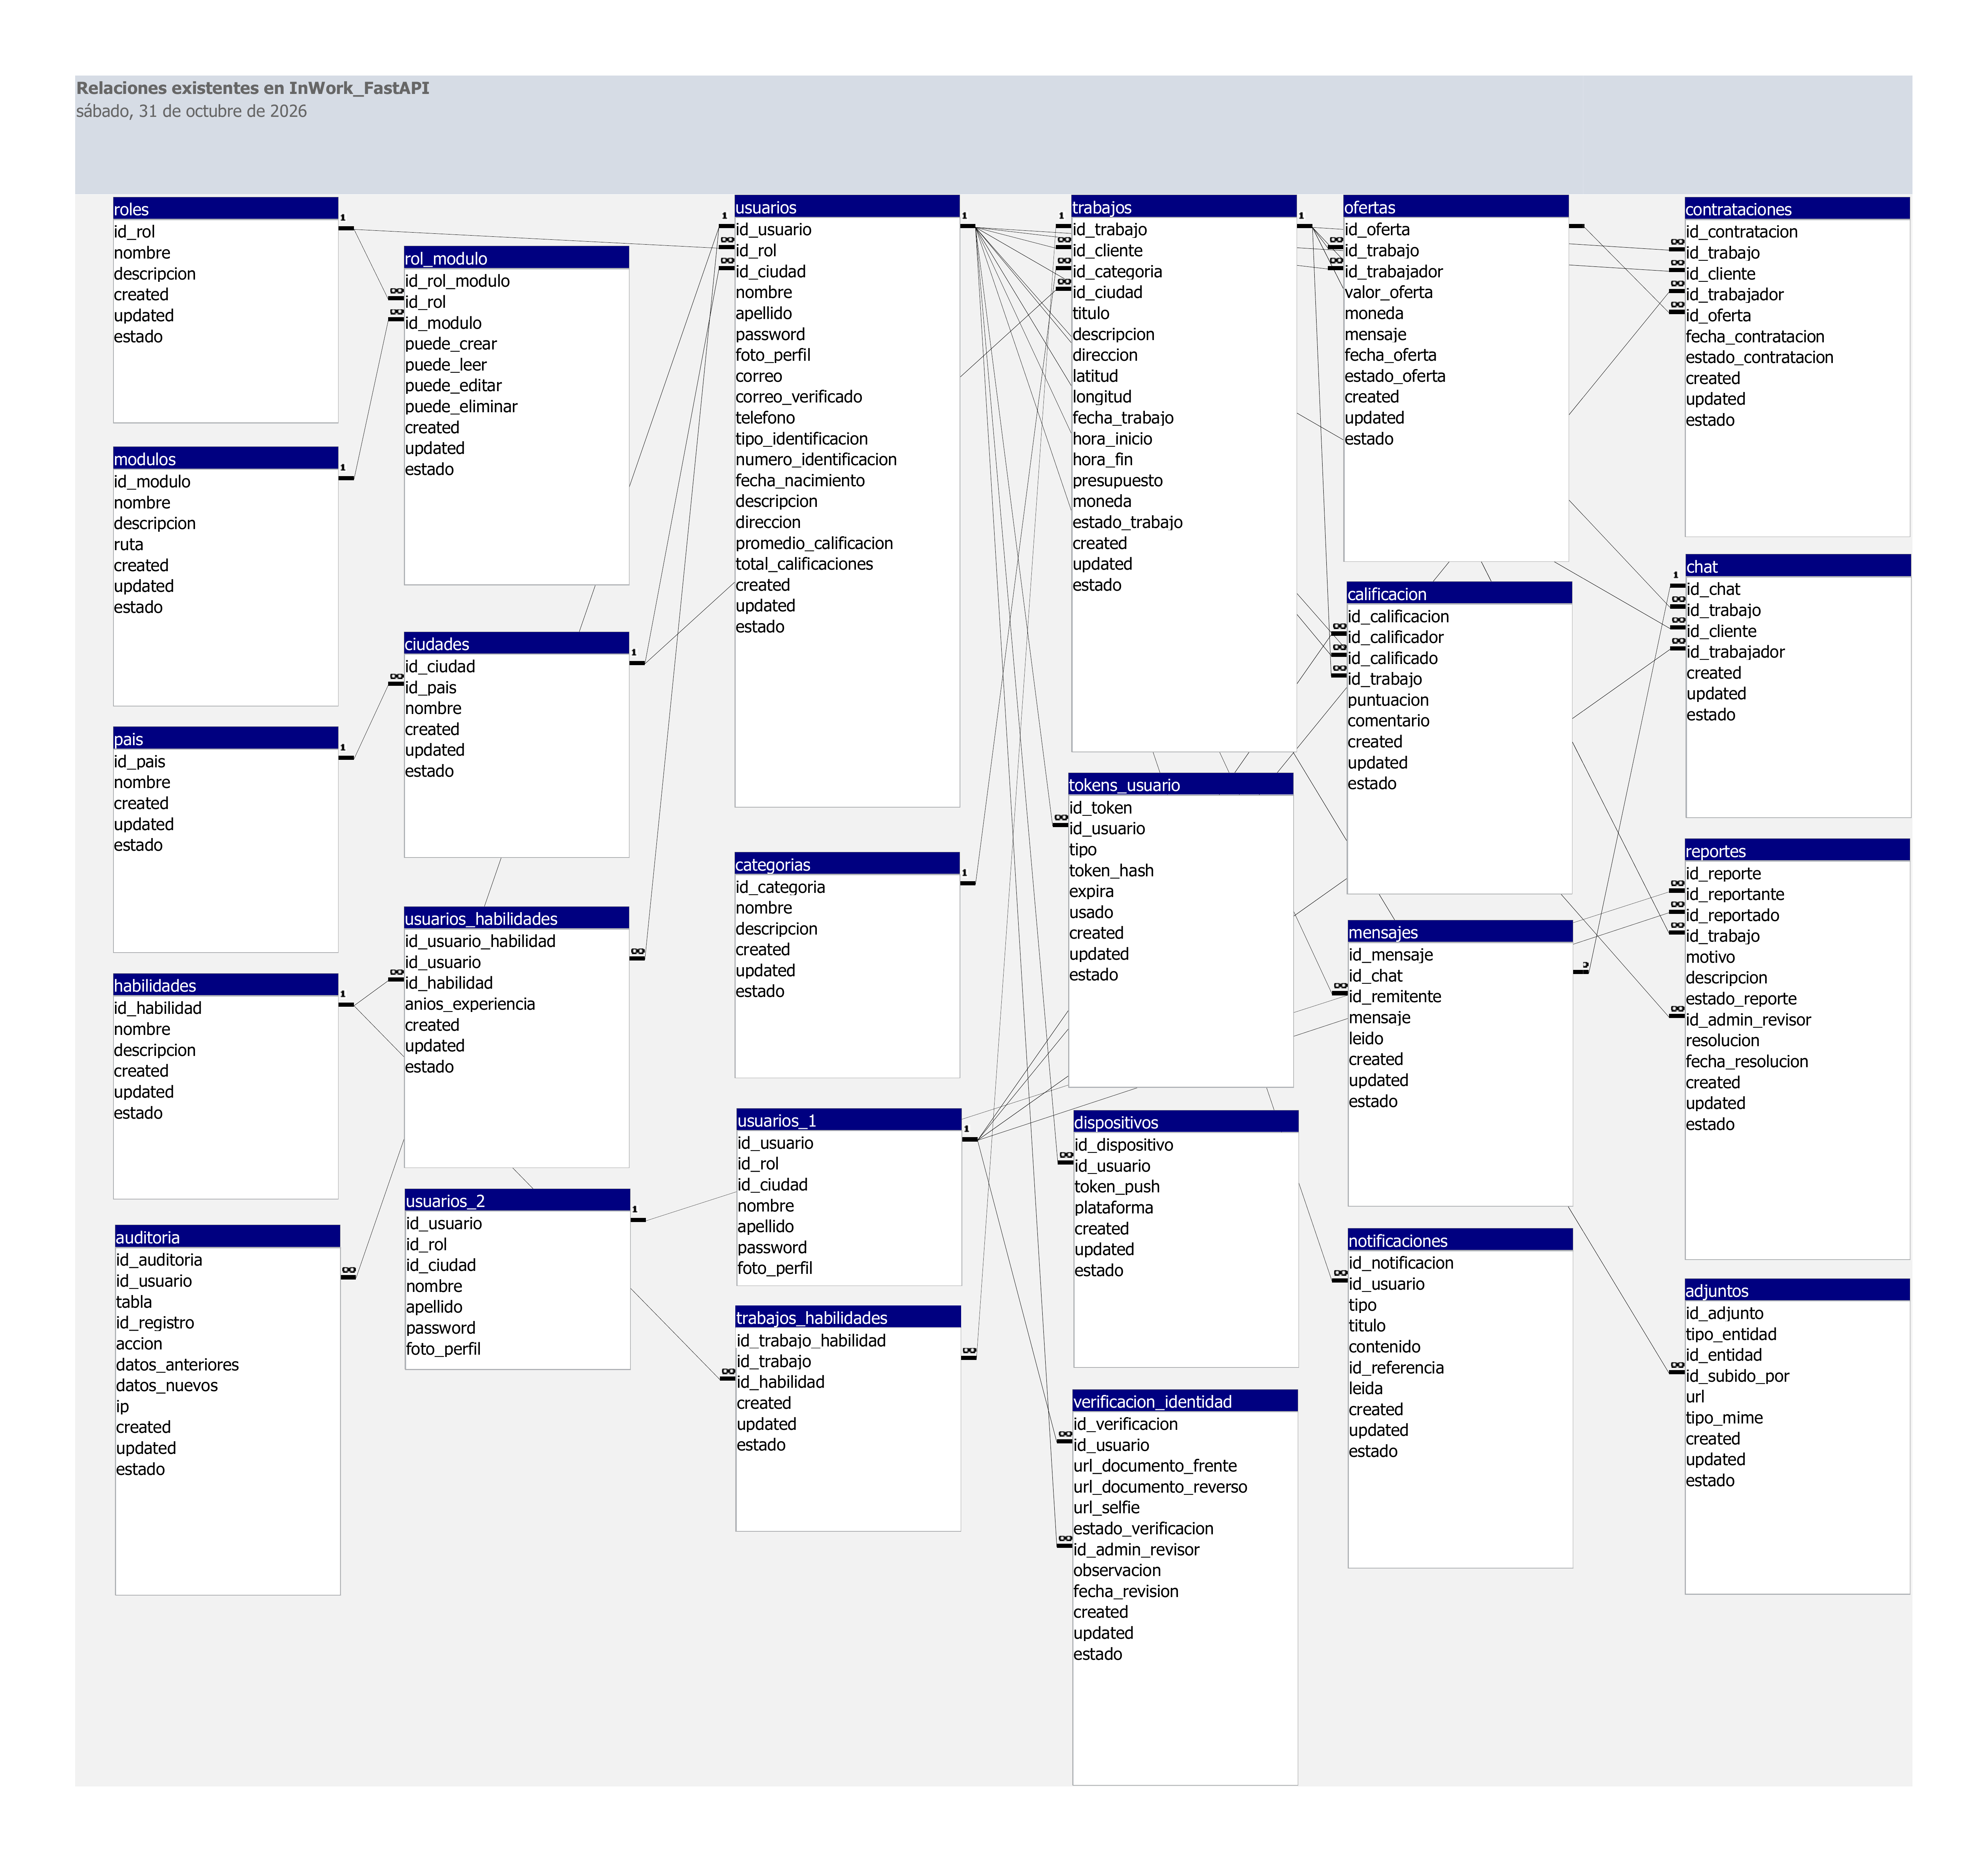 Relaciones existentes en InWork_FastAPI
sábado, 31 de octubre de 2026
roles
id_rol
nombre
descripcion
created
updated
estado
modulos
id_modulo
nombre
descripcion
ruta
created
updated
estado
pais
id_pais
nombre
created
updated
estado
habilidades
id_habilidad
nombre
descripcion
created
updated
estado
auditoria
id_auditoria
id_usuario
tabla
id_registro
accion
datos_anteriores
datos_nuevos
ip
created
updated
estado
rol_modulo
id_rol_modulo
id_rol
id_modulo
puede_crear
puede_leer
puede_editar
puede_eliminar
created
updated
estado
ciudades
id_ciudad
id_pais
nombre
created
updated
estado
usuarios_habilidades
id_usuario_habilidad
id_usuario
id_habilidad
anios_experiencia
created
updated
estado
usuarios_2
id_usuario
id_rol
id_ciudad
nombre
apellido
password
foto_perfil
usuarios
id_usuario
id_rol
id_ciudad
nombre
apellido
password
foto_perfil
correo
correo_verificado
telefono
tipo_identificacion
numero_identificacion
fecha_nacimiento
descripcion
direccion
promedio_calificacion
total_calificaciones
created
updated
estado
categorias
id_categoria
nombre
descripcion
created
updated
estado
usuarios_1
id_usuario
id_rol
id_ciudad
nombre
apellido
password
foto_perfil
trabajos_habilidades
id_trabajo_habilidad
id_trabajo
id_habilidad
created
updated
estado
trabajos
id_trabajo
id_cliente
id_categoria
id_ciudad
titulo
descripcion
direccion
latitud
longitud
fecha_trabajo
hora_inicio
hora_fin
presupuesto
moneda
estado_trabajo
created
updated
estado
tokens_usuario
id_token
id_usuario
tipo
token_hash
expira
usado
created
updated
estado
dispositivos
id_dispositivo
id_usuario
token_push
plataforma
created
updated
estado
verificacion_identidad
id_verificacion
id_usuario
url_documento_frente
url_documento_reverso
url_selfie
estado_verificacion
id_admin_revisor
observacion
fecha_revision
created
updated
estado
ofertas
id_oferta
id_trabajo
id_trabajador
valor_oferta
moneda
mensaje
fecha_oferta
estado_oferta
created
updated
estado
calificacion
id_calificacion
id_calificador
id_calificado
id_trabajo
puntuacion
comentario
created
updated
estado
mensajes
id_mensaje
id_chat
id_remitente
mensaje
leido
created
updated
estado
notificaciones
id_notificacion
id_usuario
tipo
titulo
contenido
id_referencia
leida
created
updated
estado
contrataciones
id_contratacion
id_trabajo
id_cliente
id_trabajador
id_oferta
fecha_contratacion
estado_contratacion
created
updated
estado
chat
id_chat
id_trabajo
id_cliente
id_trabajador
created
updated
estado
reportes
id_reporte
id_reportante
id_reportado
id_trabajo
motivo
descripcion
estado_reporte
id_admin_revisor
resolucion
fecha_resolucion
created
updated
estado
adjuntos
id_adjunto
tipo_entidad
id_entidad
id_subido_por
url
tipo_mime
created
updated
estado